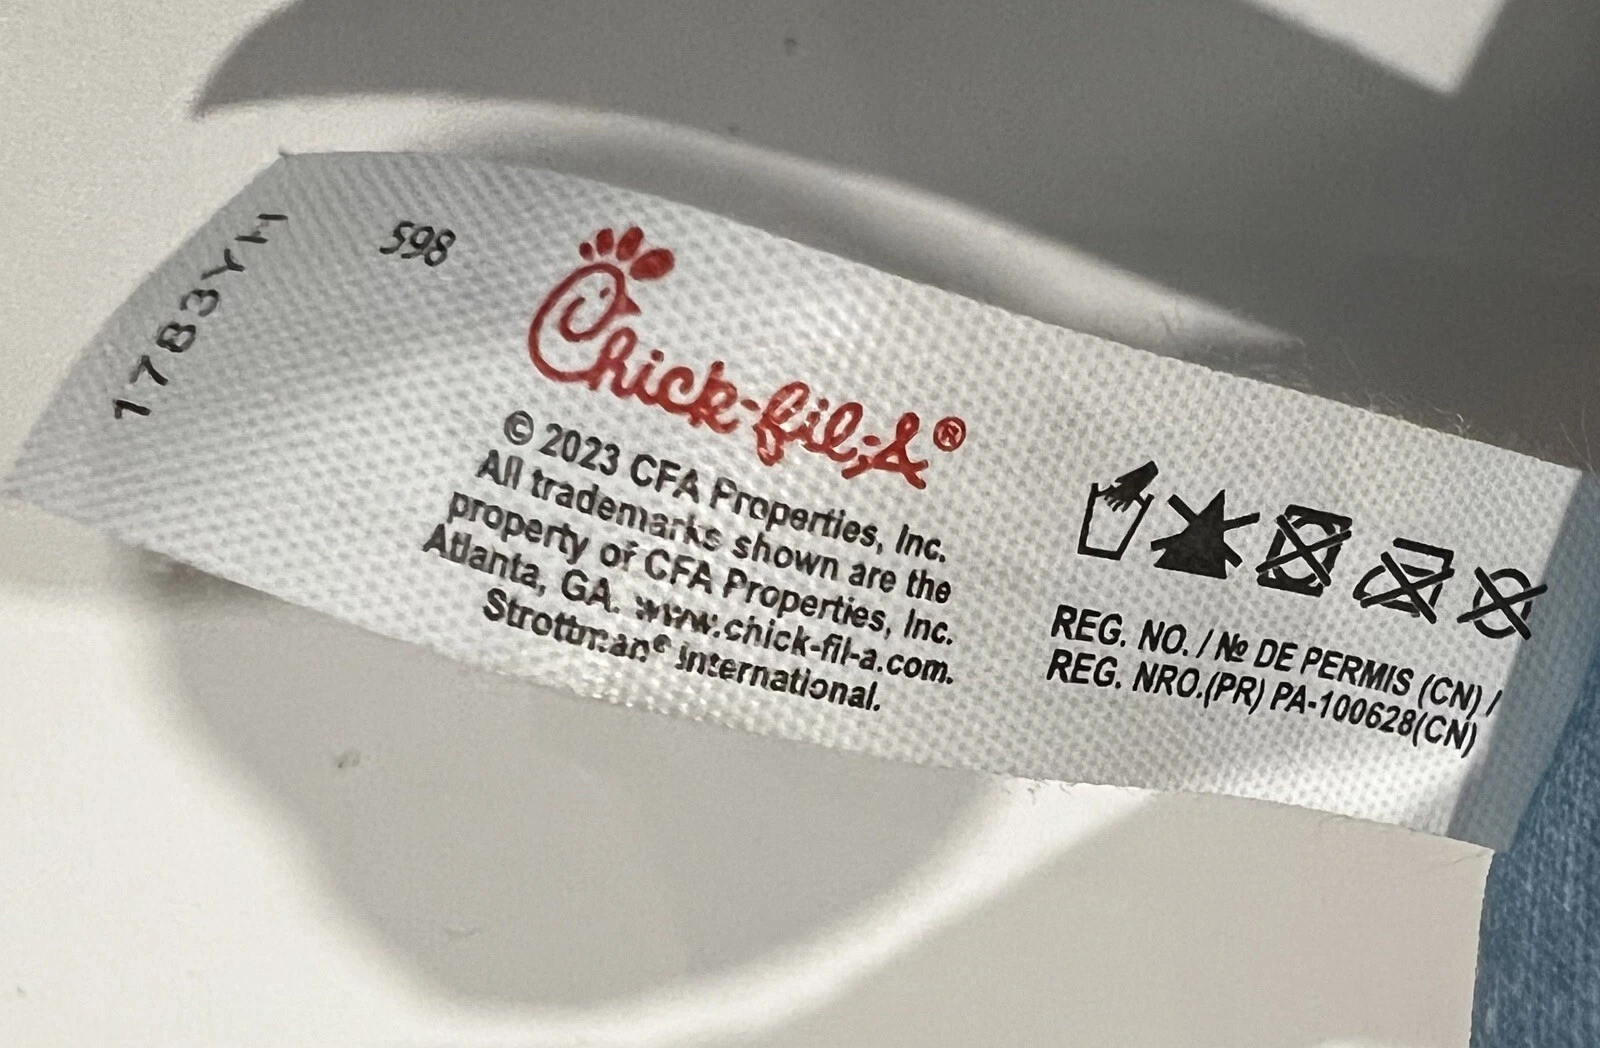 1783YH
598
Chick-fil-A®
© 2023 CFA Properties, Inc.
All trademarks shown are the
property of CFA Properties, Inc.
Atlanta, GA. www.chick-fil-a.com.
Strottman® International.
REG. NO. / № DE PERMIS (CN) /
REG. NRO.(PR) PA-100628(CN)